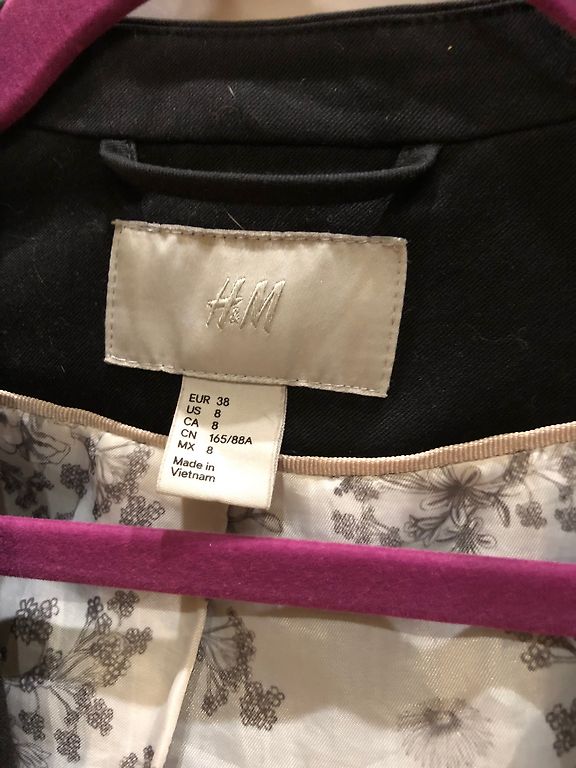 H&M
EUR 38
US 8
CA 8
CN 165/88A
MX 8
Made in
Vietnam